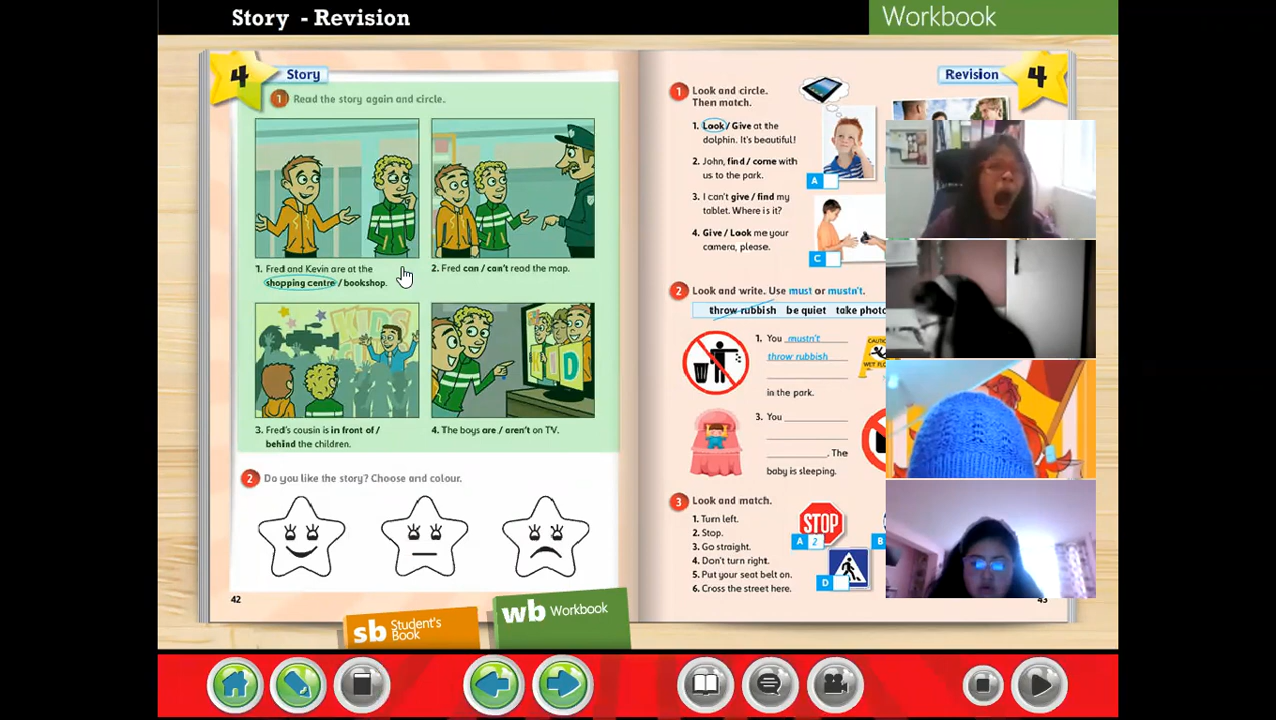 Story - Revision
Workbook
4
Story
1 Read the story again and circle.
1. Fred and Kevin are at the
shopping centre / bookshop.
2. Fred can / can't read the map.
KIDS
KID
3. Fred's cousin is in front of /
behind the children.
4. The boys are / aren't on TV.
2 Do you like the story? Choose and colour.
42
sb Student's
Book
wb Workbook
Revision
4
1 Look and circle.
Then match.
1. Look / Give at the
dolphin. It's beautiful!
2. John, find / come with
us to the park.
3. I can't give / find my
tablet. Where is it?
4. Give / Look me your
camera, please.
A
C
2 Look and write. Use must or mustn't.
throw rubbish be quiet take photo
1. You mustn't
throw rubbish
in the park.
CAUTIO
WET FLO
3. You
. The
baby is sleeping.
3 Look and match.
1. Turn left.
2. Stop.
3. Go straight.
4. Don't turn right.
5. Put your seat belt on.
6. Cross the street here.
STOP
A 2
B
D
43